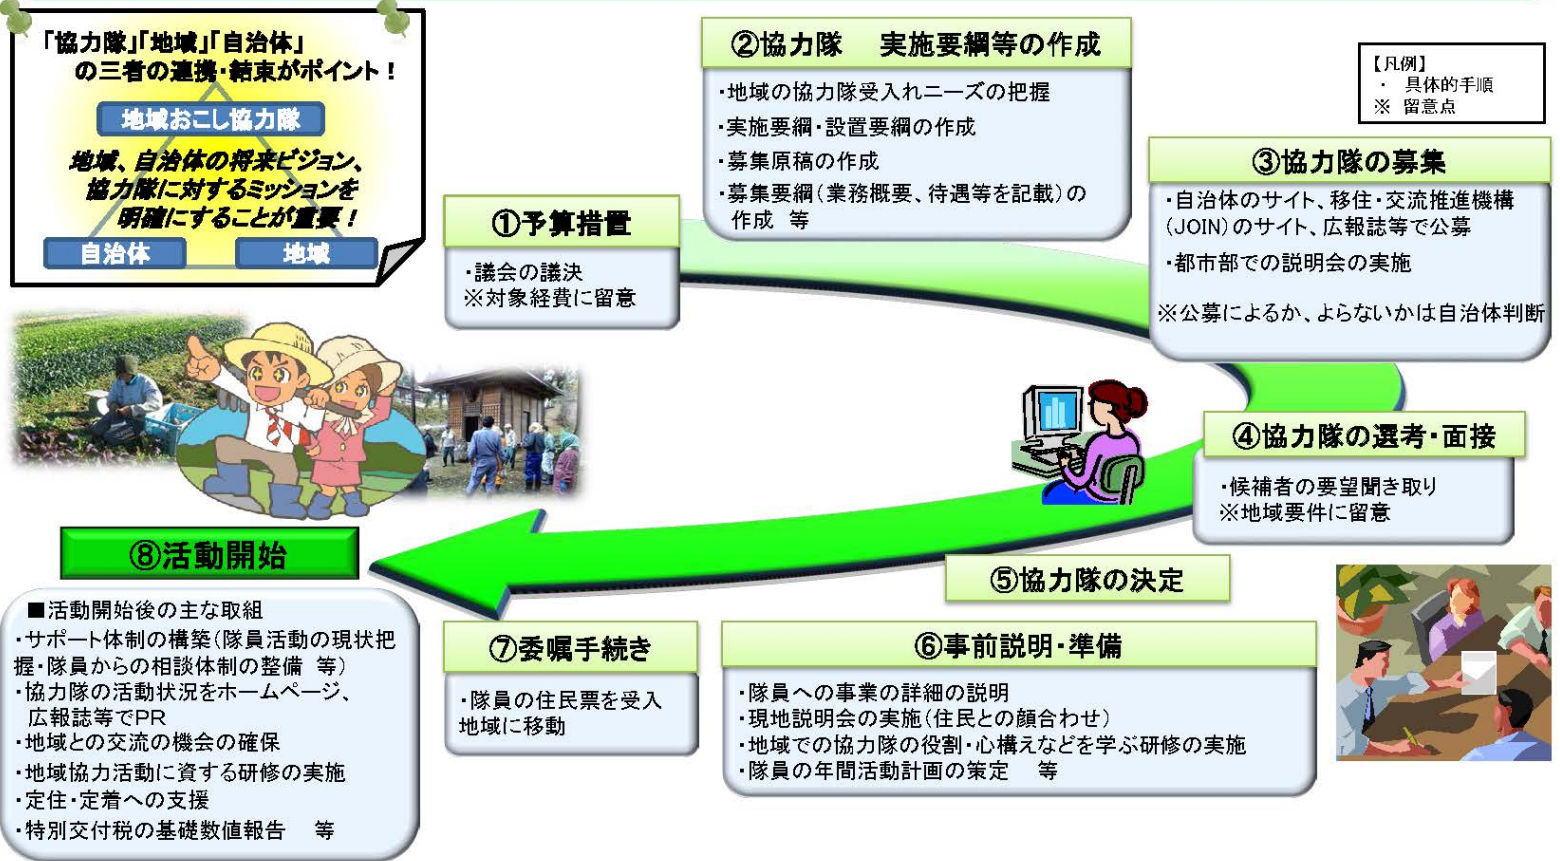 「協力隊」「地域」「自治体」
の三者の連携・結束がポイント！
地域おこし協力隊
地域、自治体の将来ビジョン、
協力隊に対するミッションを
明確にすることが重要！
自治体
地域
【凡例】
・ 具体的手順
※ 留意点
①予算措置
・議会の議決
※対象経費に留意
②協力隊 実施要綱等の作成
・地域の協力隊受入れニーズの把握
・実施要綱・設置要綱の作成
・募集原稿の作成
・募集要綱(業務概要、待遇等を記載)の
作成 等
③協力隊の募集
・自治体のサイト、移住・交流推進機構
(JOIN)のサイト、広報誌等で公募
・都市部での説明会の実施
※公募によるか、よらないかは自治体判断
④協力隊の選考・面接
・候補者の要望聞き取り
※地域要件に留意
⑤協力隊の決定
⑥事前説明・準備
・隊員への事業の詳細の説明
・現地説明会の実施(住民との顔合わせ)
・地域での協力隊の役割・心構えなどを学ぶ研修の実施
・隊員の年間活動計画の策定 等
⑦委嘱手続き
・隊員の住民票を受入
地域に移動
⑧活動開始
■活動開始後の主な取組
・サポート体制の構築(隊員活動の現状把
握・隊員からの相談体制の整備 等)
・協力隊の活動状況をホームページ、
広報誌等でPR
・地域との交流の機会の確保
・地域協力活動に資する研修の実施
・定住・定着への支援
・特別交付税の基礎数値報告 等